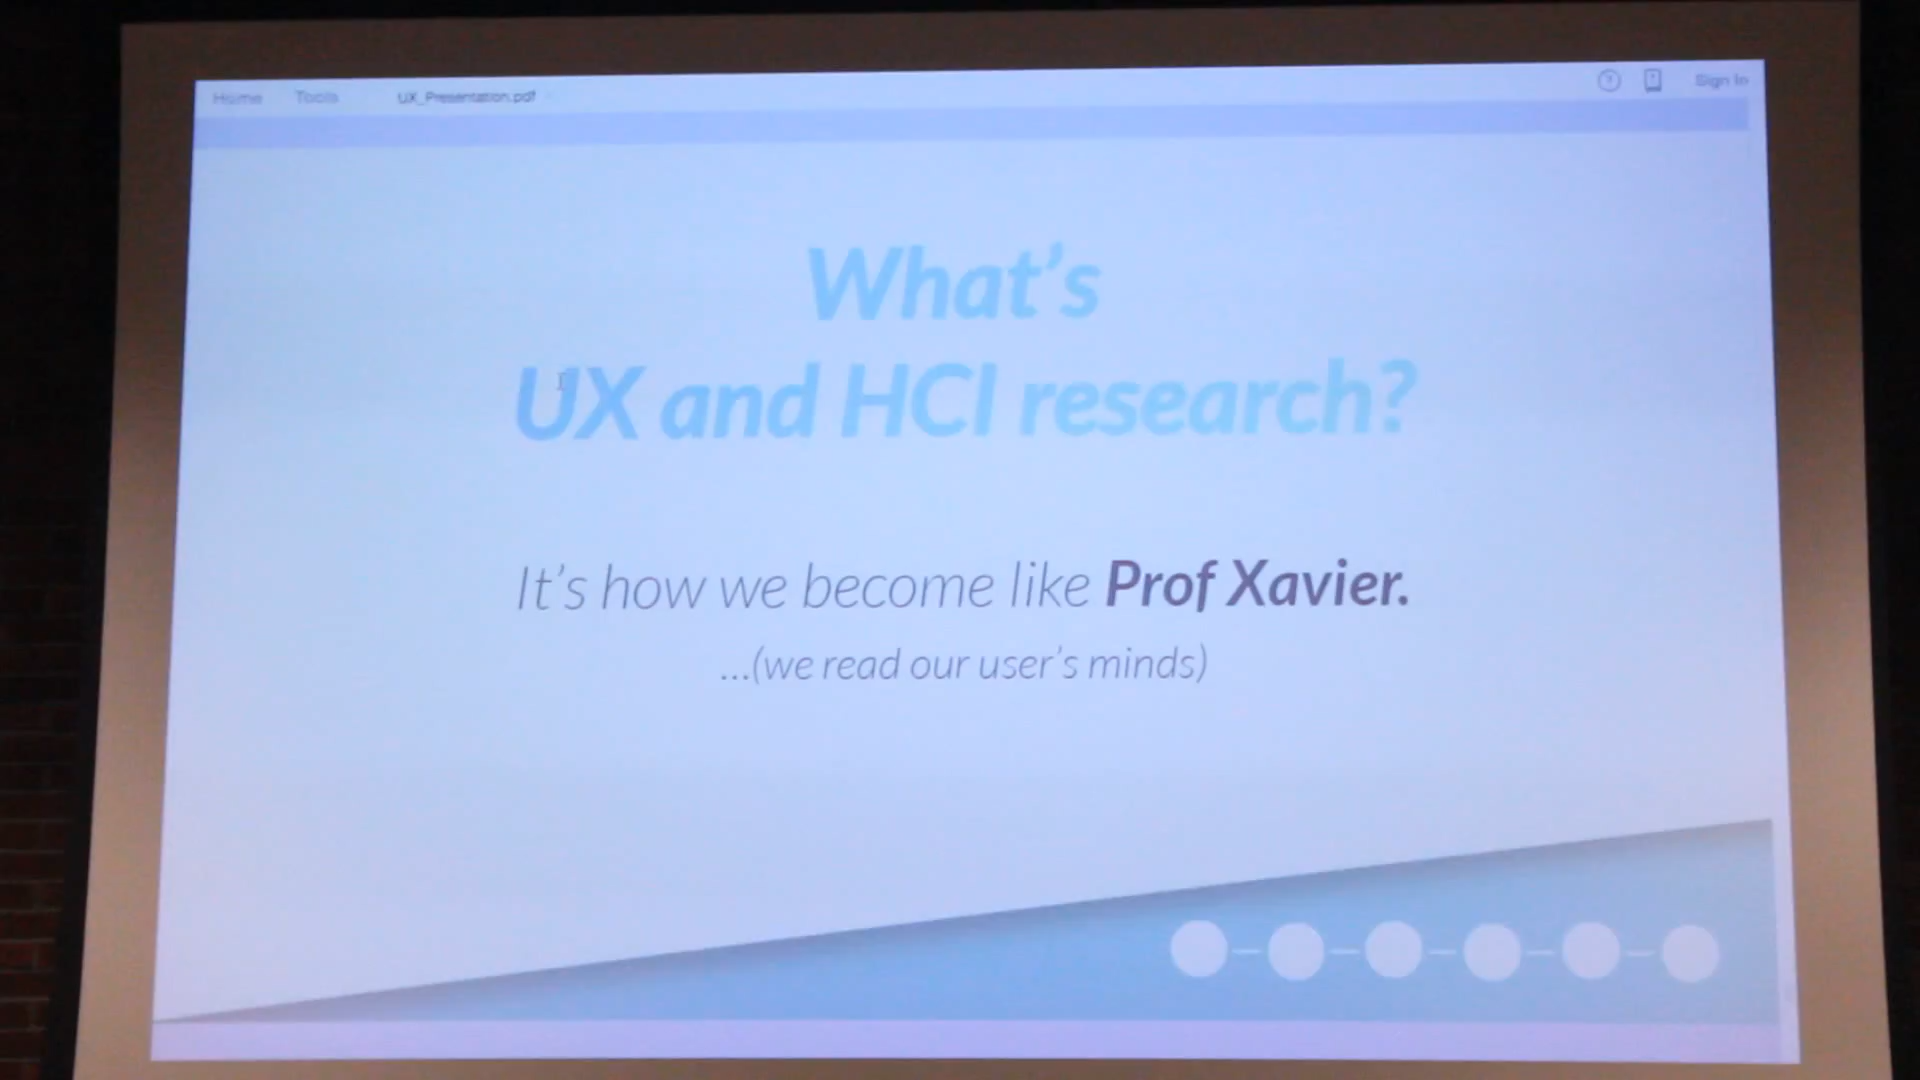 Home Tools UX_Presentation.pdf Sign In
What's
UX and HCI research?
It's how we become like Prof Xavier.
...(we read our user's minds)